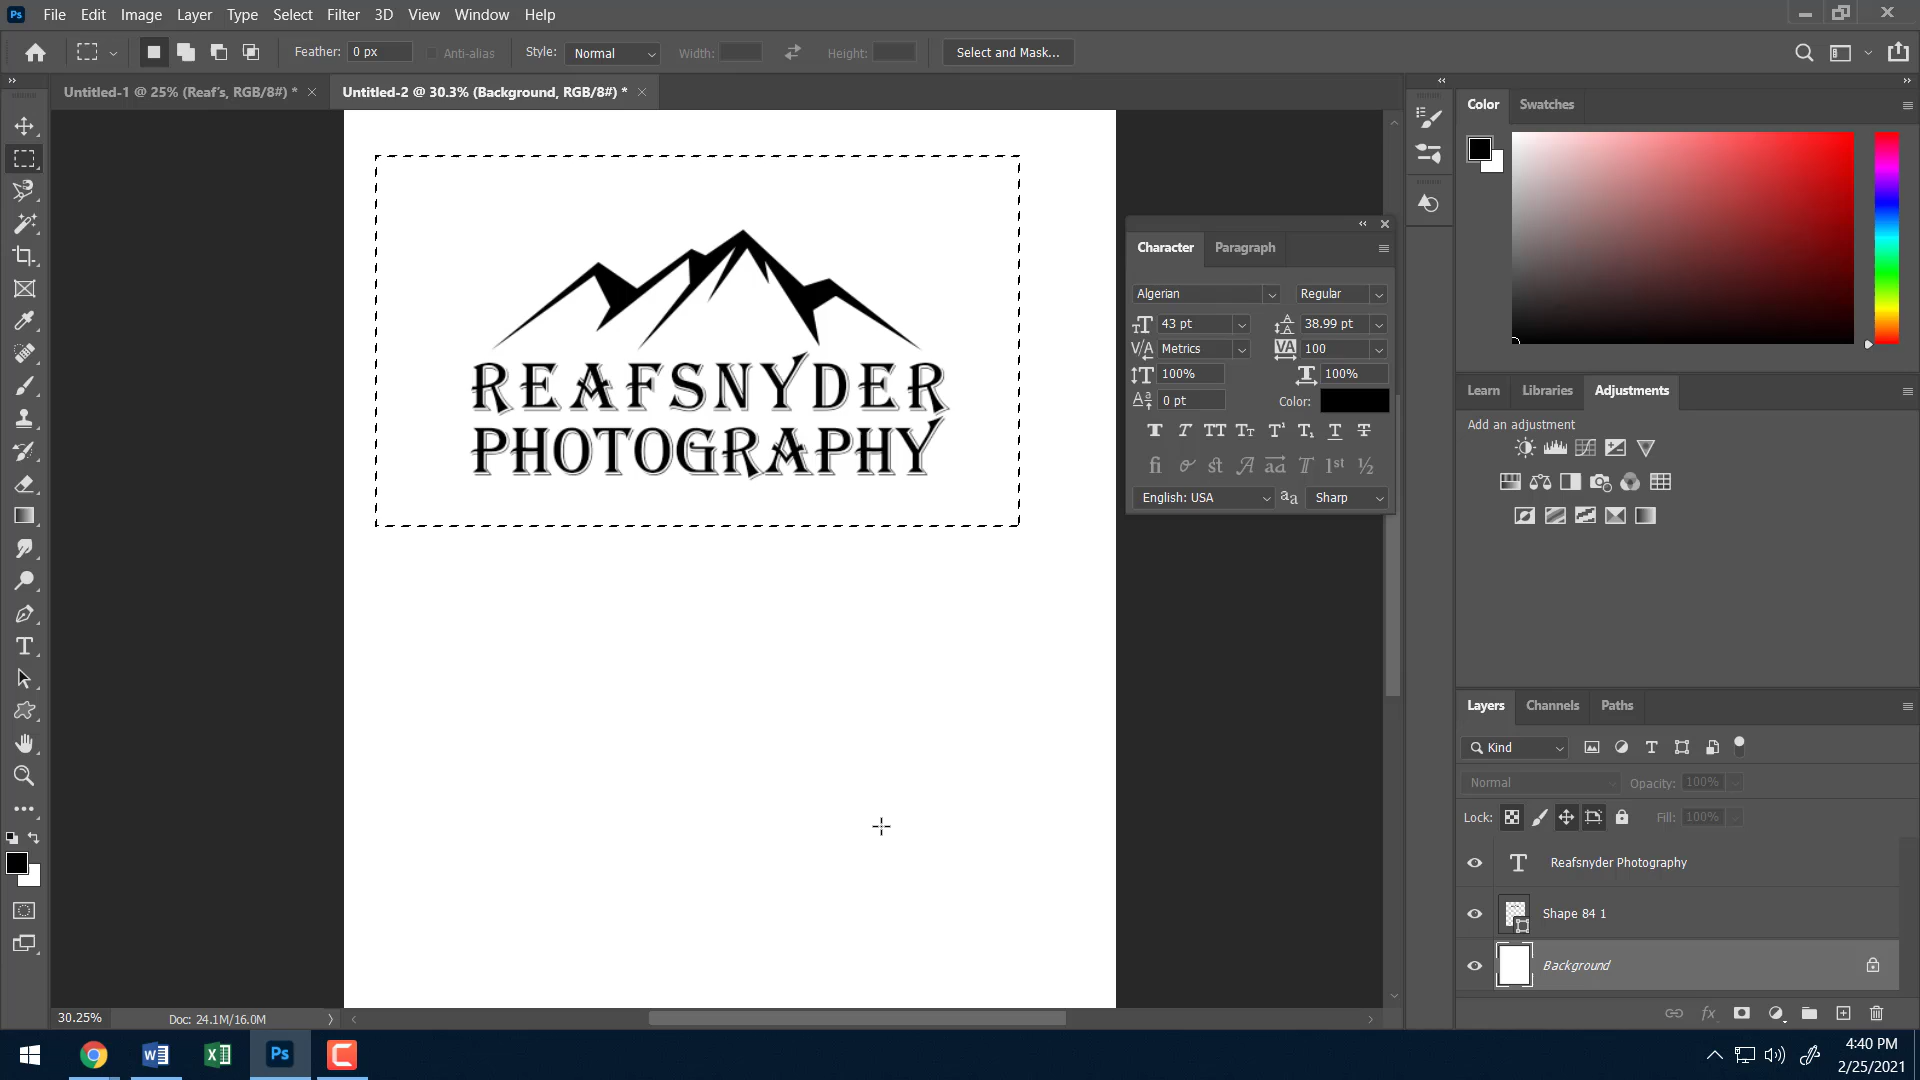 Ps File Edit Image Layer Type Select Filter 3D View Window Help
Feather: 0 px Anti-alias Style: Normal Width: Height: Select and Mask...
Untitled-1 @ 25% (Reaf's, RGB/8#) * Untitled-2 @ 30.3% (Background, RGB/8#) *
Color Swatches
REAFSNYDER
PHOTOGRAPHY
Character Paragraph
Algerian Regular
43 pt 38.99 pt
Metrics 100
100% 100%
0 pt Color:
English: USA Sharp
Learn Libraries Adjustments
Add an adjustment
Layers Channels Paths
Kind
Normal Opacity: 100%
Lock: Fill: 100%
Reafsnyder Photography
Shape 84 1
Background
30.25% Doc: 24.1M/16.0M
4:40 PM
2/25/2021